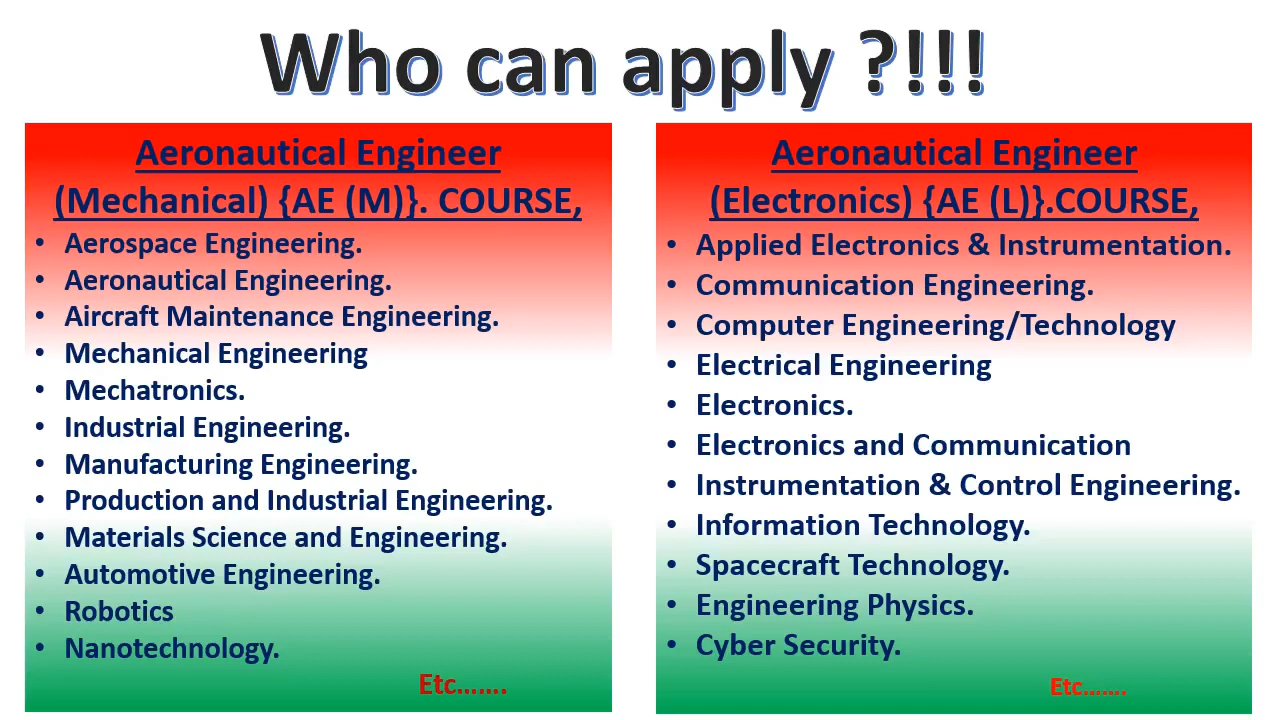 Who can apply ?!!!
Aeronautical Engineer
(Mechanical) {AE (M)}. COURSE,
• Aerospace Engineering.
• Aeronautical Engineering.
• Aircraft Maintenance Engineering.
• Mechanical Engineering
• Mechatronics.
• Industrial Engineering.
• Manufacturing Engineering.
• Production and Industrial Engineering.
• Materials Science and Engineering.
• Automotive Engineering.
• Robotics
• Nanotechnology.
Etc.......
Aeronautical Engineer
(Electronics) {AE (L)}.COURSE,
• Applied Electronics & Instrumentation.
• Communication Engineering.
• Computer Engineering/Technology
• Electrical Engineering
• Electronics.
• Electronics and Communication
• Instrumentation & Control Engineering.
• Information Technology.
• Spacecraft Technology.
• Engineering Physics.
• Cyber Security.
Etc.......